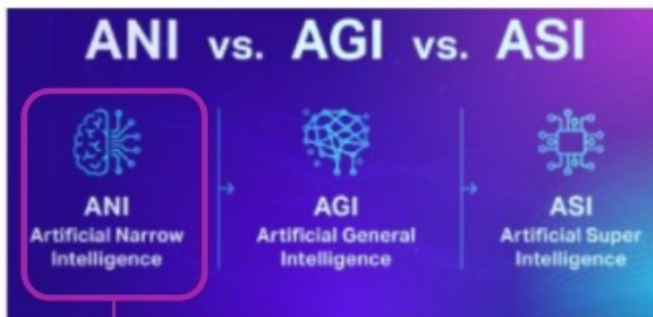 ANI vs. AGI vs. ASI
ANI
Artificial Narrow
Intelligence
AGI
Artificial General
Intelligence
ASI
Artificial Super
Intelligence